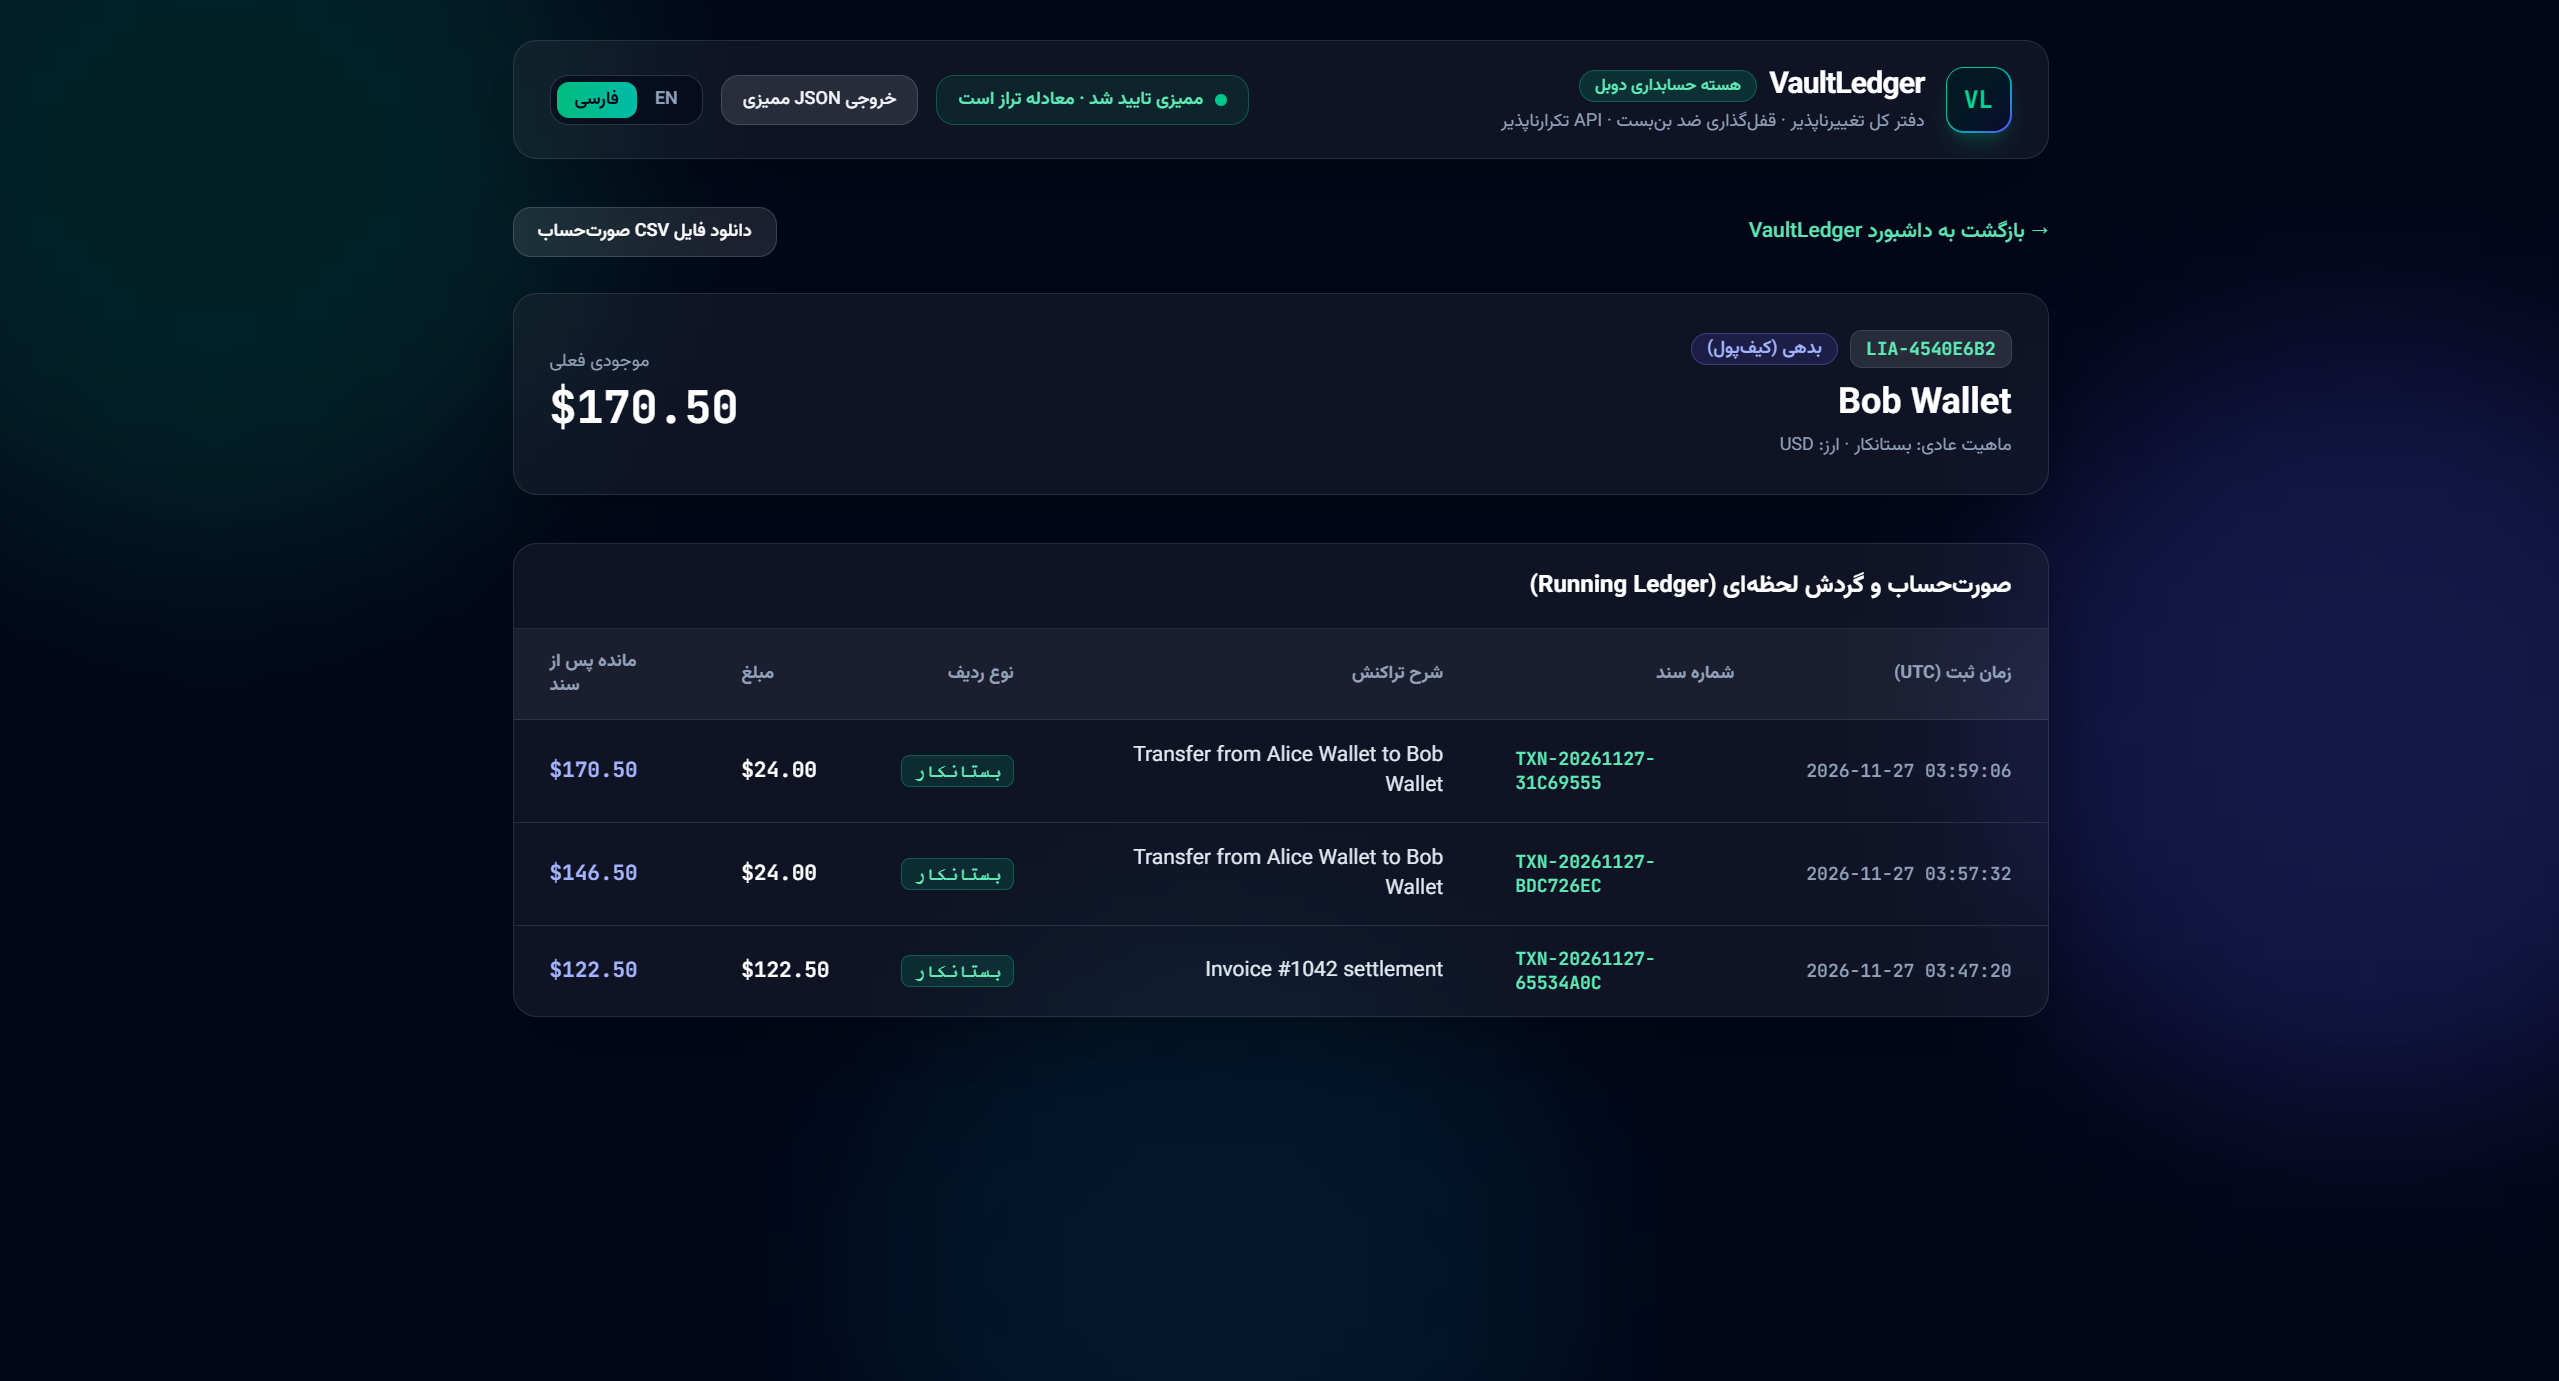 VL
VaultLedger
هسته حسابداری دوبل
دفتر کل تغییرناپذیر · قفل‌گذاری ضد بن‌بست · API تکرارناپذیر
ممیزی تایید شد · معادله تراز است
خروجی JSON ممیزی
EN
فارسی
→ بازگشت به داشبورد VaultLedger
دانلود فایل CSV صورت‌حساب
LIA-4540E6B2
بدهی (کیف‌پول)
Bob Wallet
ماهیت عادی: بستانکار · ارز: USD
موجودی فعلی
$170.50
صورت‌حساب و گردش لحظه‌ای (Running Ledger)
زمان ثبت (UTC)
شماره سند
شرح تراکنش
نوع ردیف
مبلغ
مانده پس از
سند
2026-11-27 03:59:06
TXN-20261127-
31C69555
Transfer from Alice Wallet to Bob
Wallet
بستانکار
$24.00
$170.50
2026-11-27 03:57:32
TXN-20261127-
BDC726EC
Transfer from Alice Wallet to Bob
Wallet
بستانکار
$24.00
$146.50
2026-11-27 03:47:20
TXN-20261127-
65534A0C
Invoice #1042 settlement
بستانکار
$122.50
$122.50